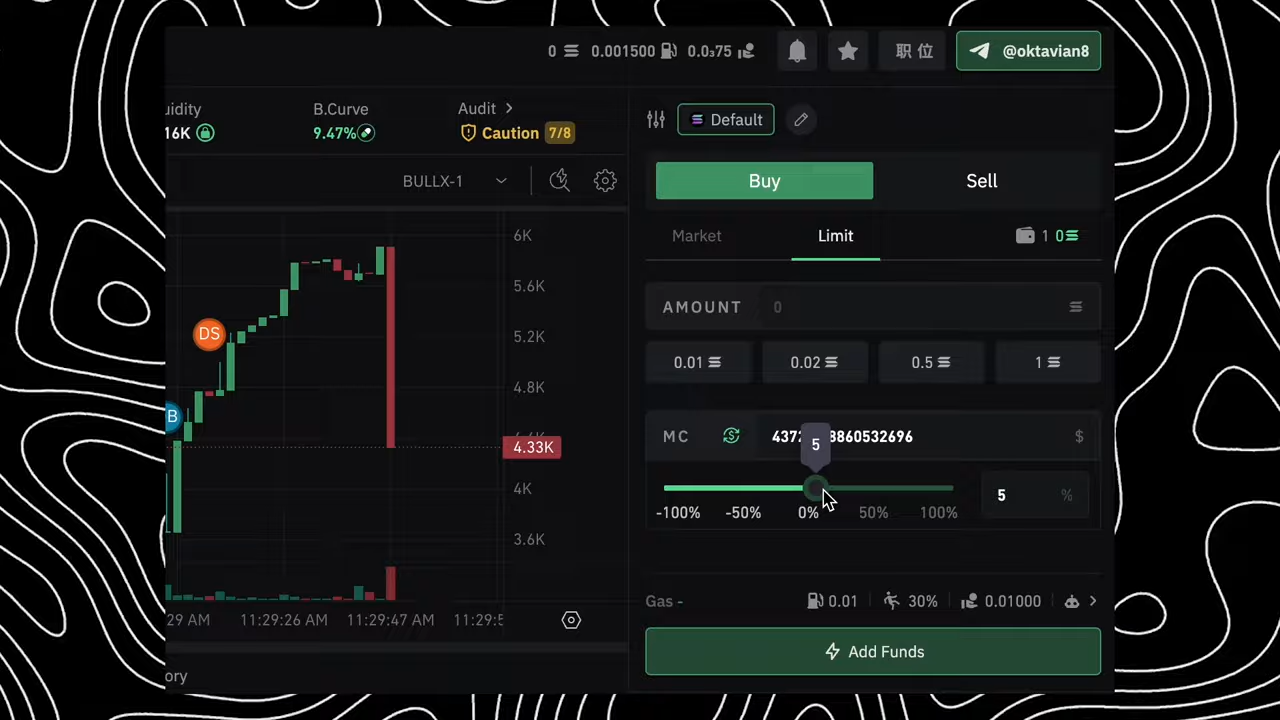 0 0.001500 0.0₃75 职位 @oktavian8
uidity B.Curve Audit >
16K 9.47% Caution 7/8
Default
BULLX-1
Buy Sell
Market Limit 1 0
6K
5.6K
5.2K
4.8K
4.33K
4K
3.6K
DS
B
AMOUNT 0
0.01 0.02 0.5 1
MC 8860532696 $
5
5 %
-100% -50% 0% 50% 100%
29 AM 11:29:26 AM 11:29:47 AM 11:29:5
Gas - 0.01 30% 0.01000 >
Add Funds
ory